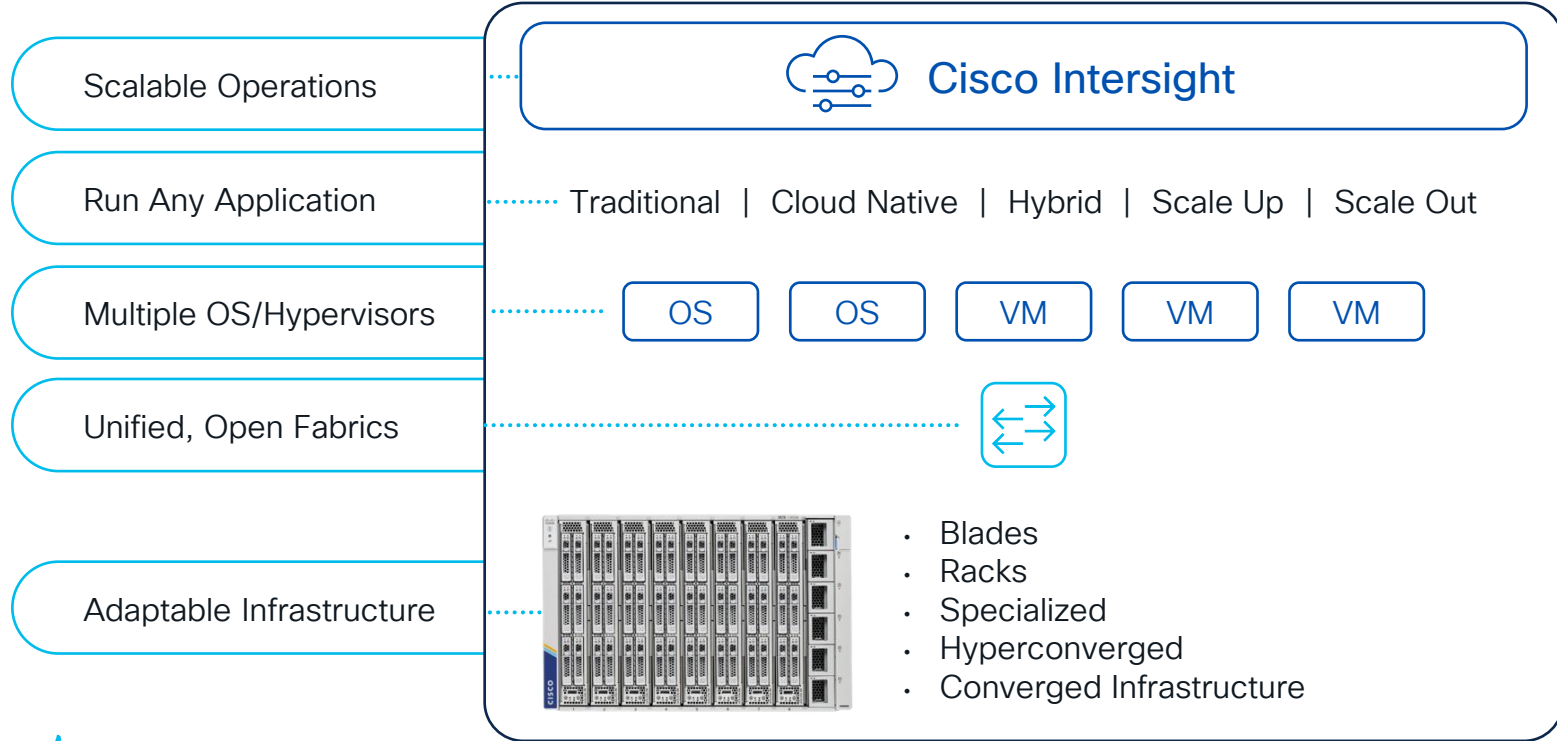 Scalable Operations
Cisco Intersight
Run Any Application
Traditional | Cloud Native | Hybrid | Scale Up | Scale Out
Multiple OS/Hypervisors
OS OS VM VM VM
Unified, Open Fabrics
Adaptable Infrastructure
CISCO
• Blades
• Racks
• Specialized
• Hyperconverged
• Converged Infrastructure